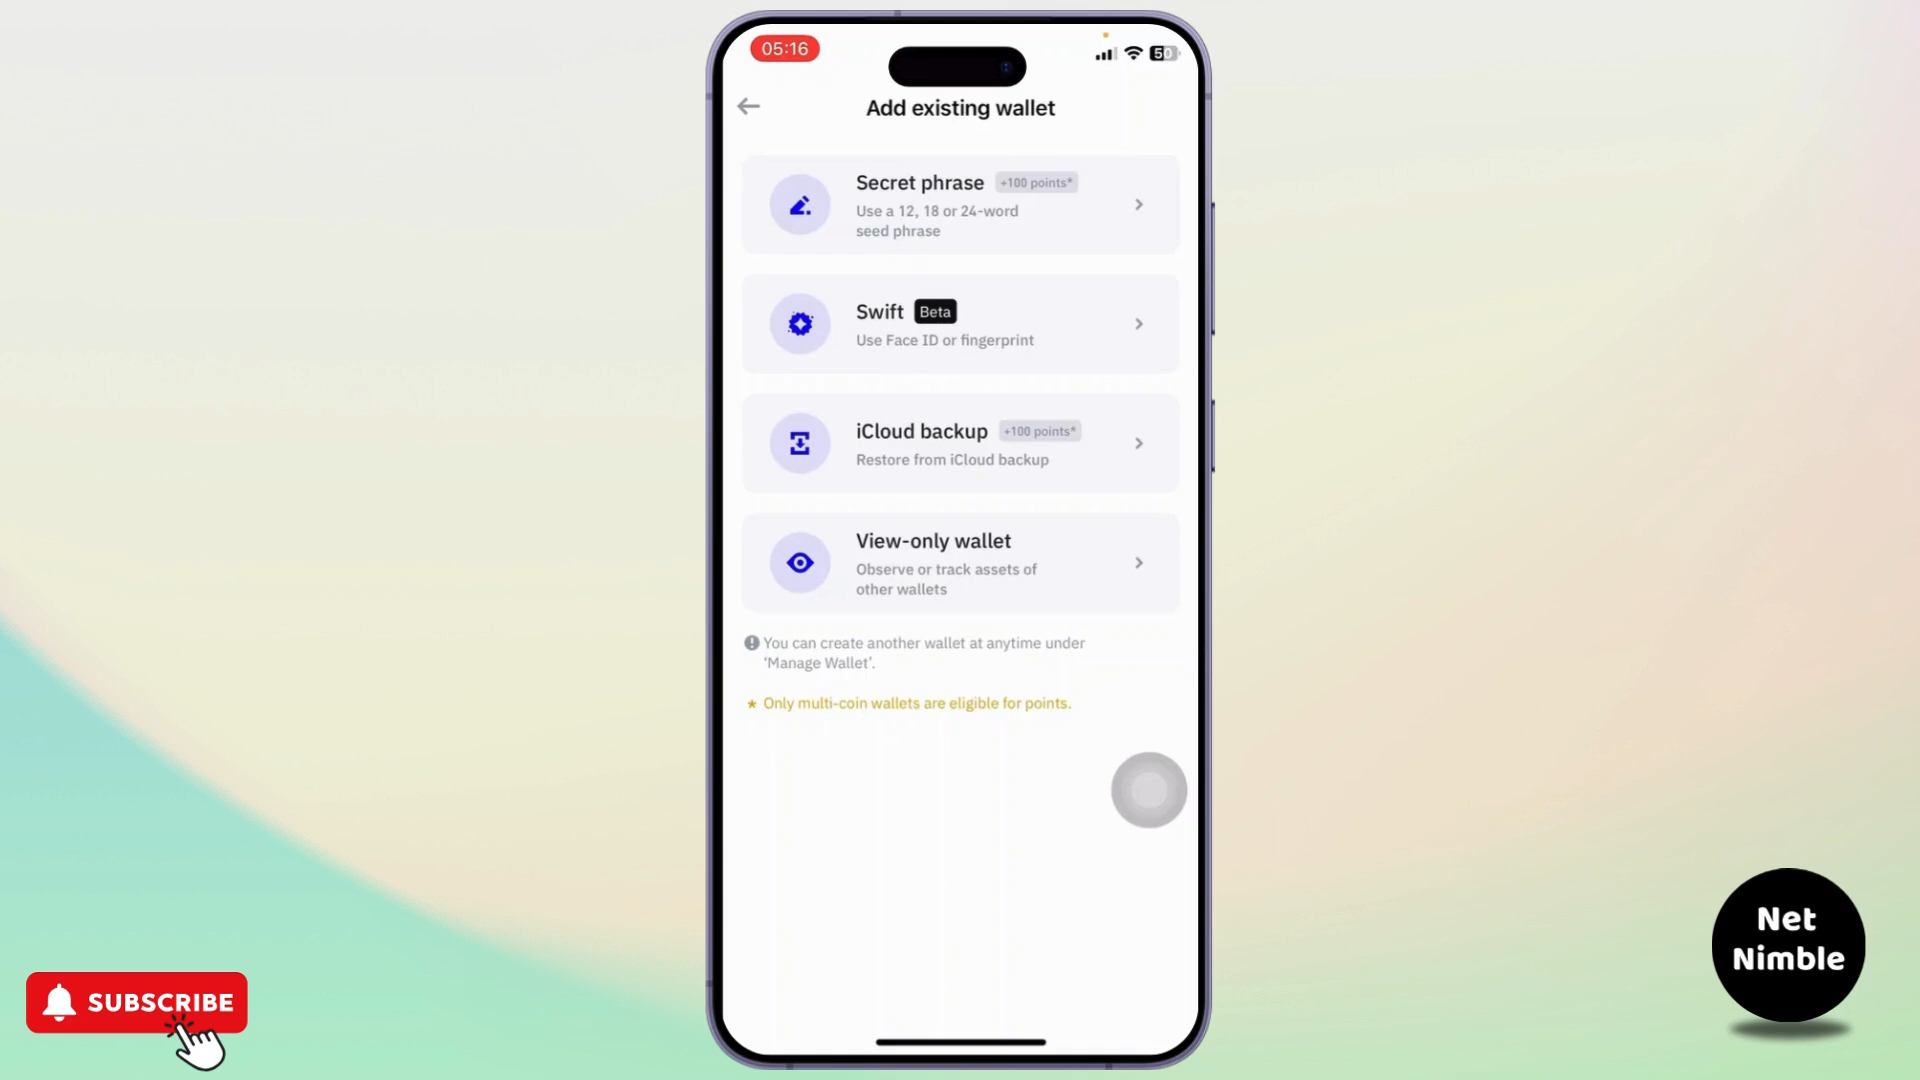 05:16
50
Add existing wallet
Secret phrase +100 points*
Use a 12, 18 or 24-word
seed phrase
Swift Beta
Use Face ID or fingerprint
iCloud backup +100 points*
Restore from iCloud backup
View-only wallet
Observe or track assets of
other wallets
You can create another wallet at anytime under
'Manage Wallet'.
* Only multi-coin wallets are eligible for points.
SUBSCRIBE
Net
Nimble